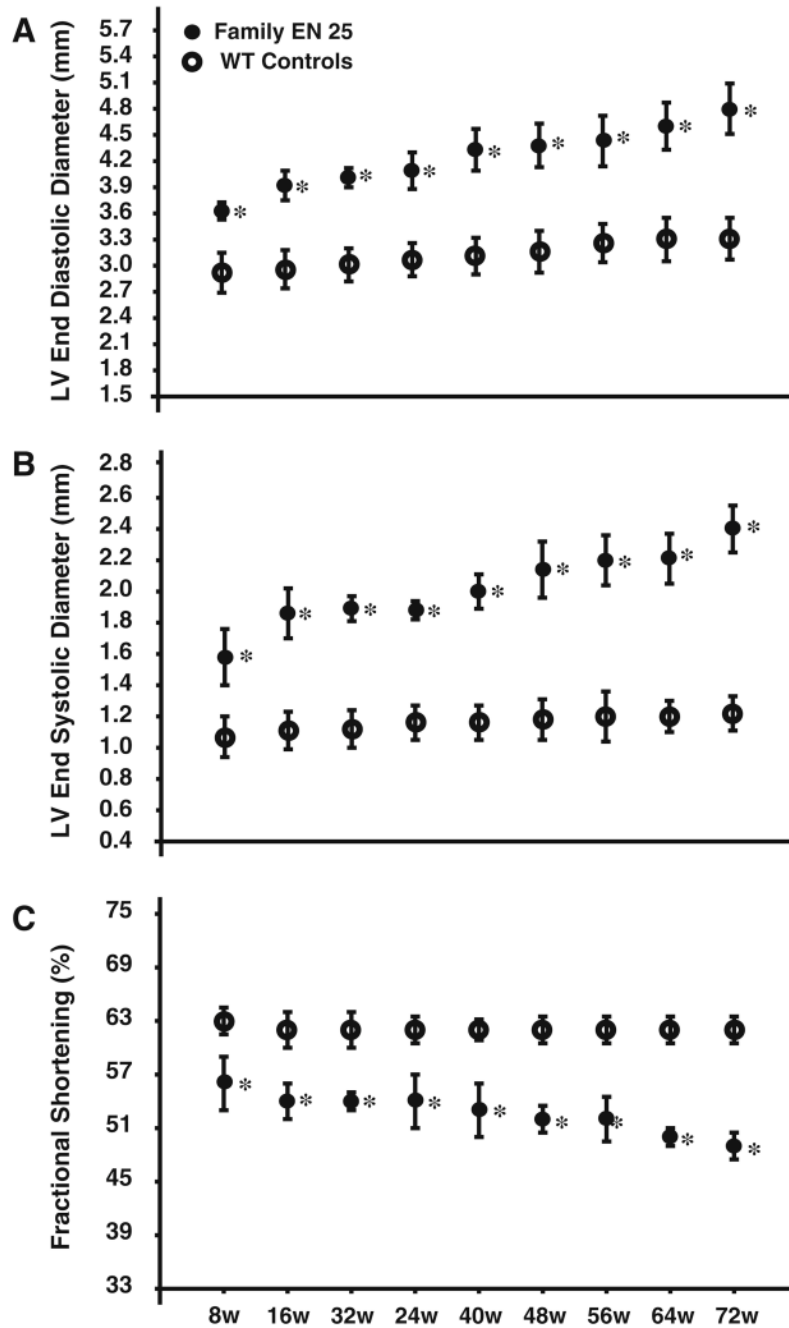 A
LV End Diastolic Diameter (mm)
5.7
5.4
5.1
4.8
4.5
4.2
3.9
3.6
3.3
3.0
2.7
2.1
1.8
1.5
Family EN 25
WT Controls
* * * * * * * * *
B
LV End Systolic Diameter (mm)
2.8
2.6
2.4
2.2
2.0
1.8
1.6
1.4
1.2
1.0
0.8
0.6
0.4
* * * * * * * * *
C
Fractional Shortening (%)
75
69
63
57
51
45
39
33
* * * * * * * * *
8w 16w 32w 24w 40w 48w 56w 64w 72w